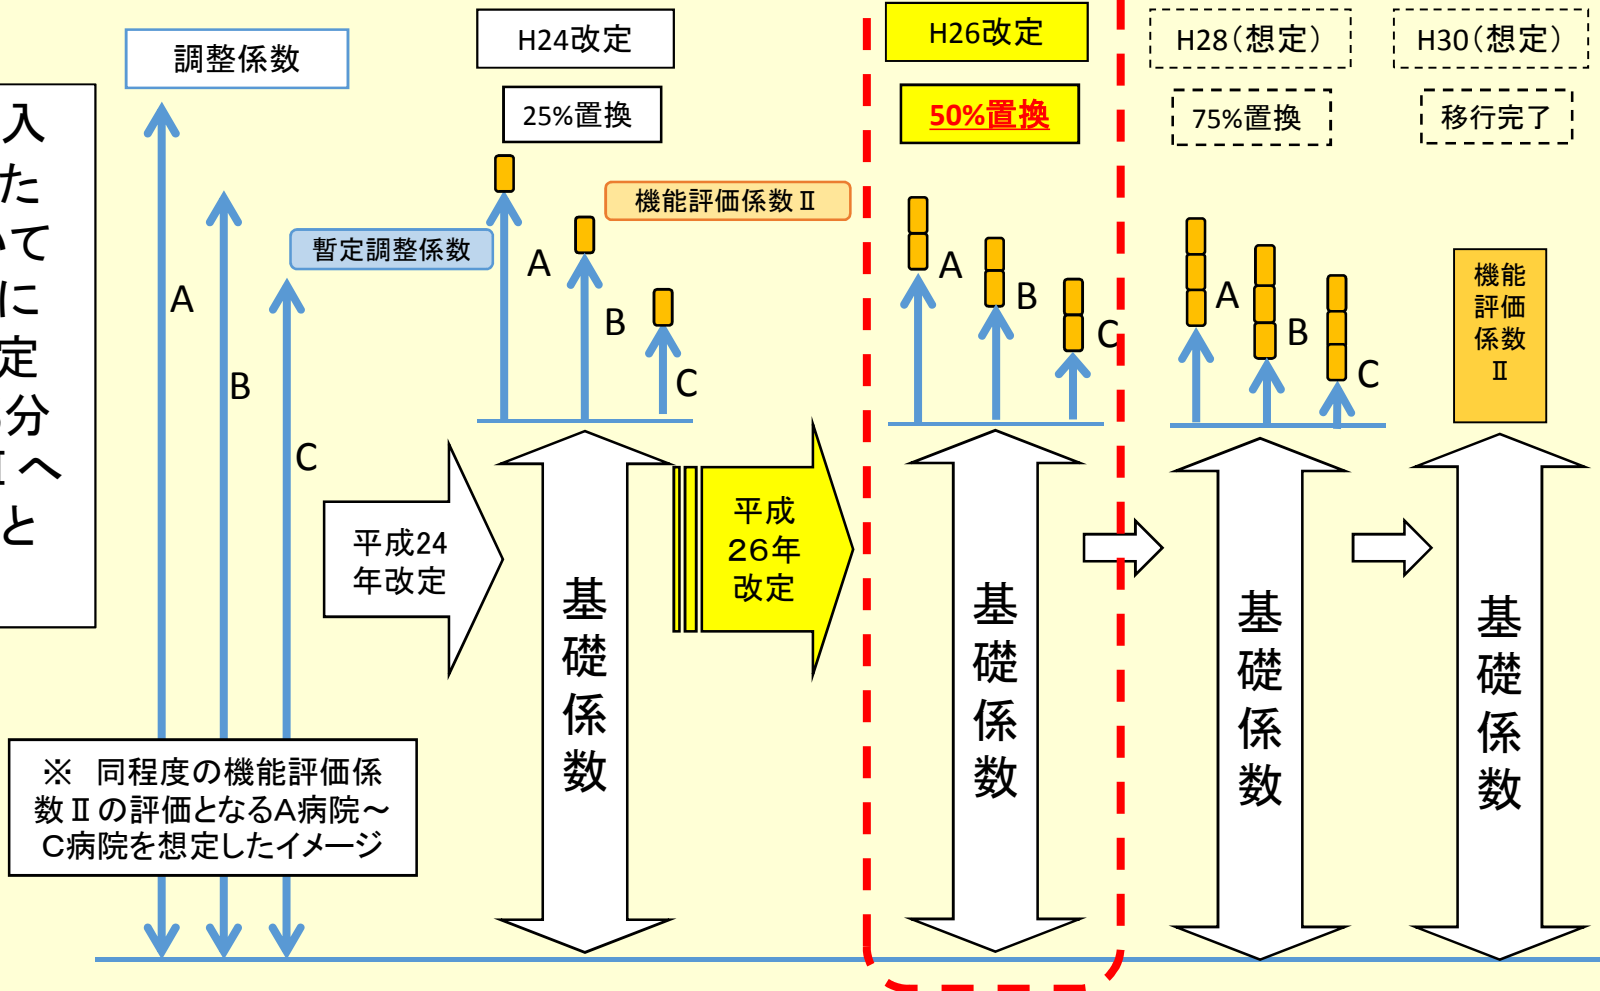 調整係数
H24改定
H26改定
H28(想定)
H30(想定)
25%置換
50%置換
75%置換
移行完了
入
た
いて
に
定
分
Ⅱへ
と
機能評価係数Ⅱ
暫定調整係数
A
B
C
A
B
C
A
B
C
A
B
C
機能
評価
係数
Ⅱ
平成24
年改定
平成
26年
改定
基礎係数
基礎係数
基礎係数
基礎係数
※ 同程度の機能評価係
数Ⅱの評価となるA病院~
C病院を想定したイメージ